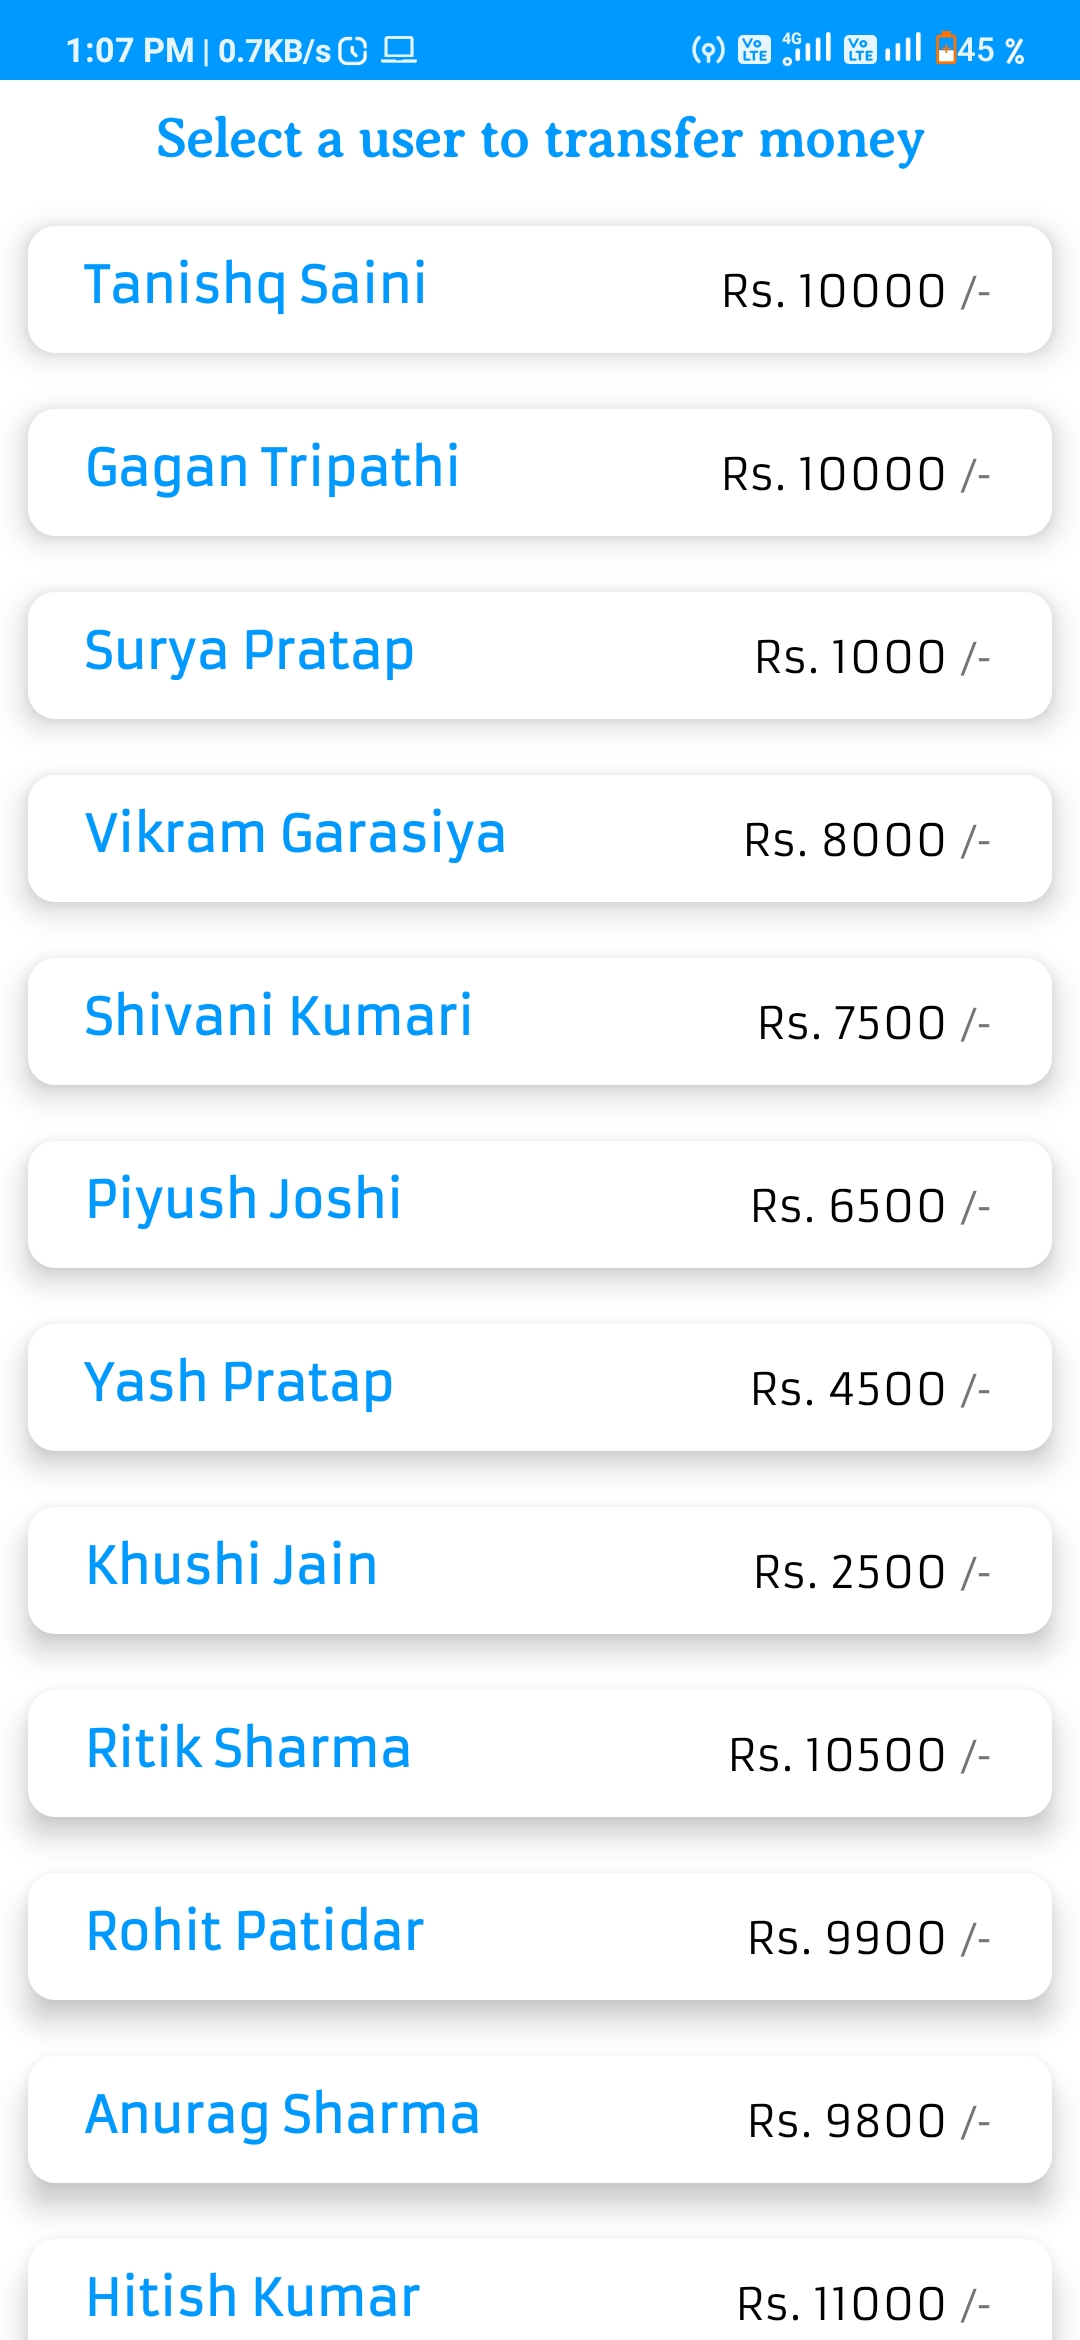 1:07 PM | 0.7KB/s 4G Vo LTE Vo LTE 45 %
Select a user to transfer money
Tanishq Saini Rs. 10000 /-
Gagan Tripathi Rs. 10000 /-
Surya Pratap Rs. 1000 /-
Vikram Garasiya Rs. 8000 /-
Shivani Kumari Rs. 7500 /-
Piyush Joshi Rs. 6500 /-
Yash Pratap Rs. 4500 /-
Khushi Jain Rs. 2500 /-
Ritik Sharma Rs. 10500 /-
Rohit Patidar Rs. 9900 /-
Anurag Sharma Rs. 9800 /-
Hitish Kumar Rs. 11000 /-